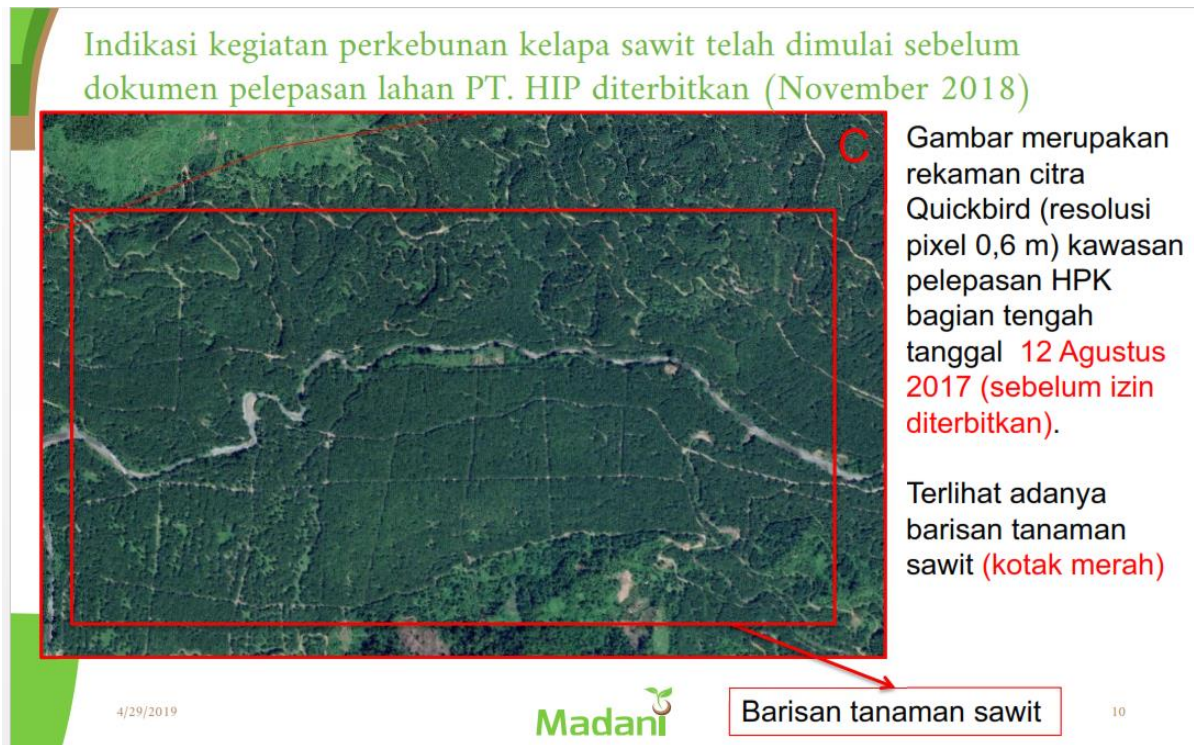 Indikasi kegiatan perkebunan kelapa sawit telah dimulai sebelum
dokumen pelepasan lahan PT. HIP diterbitkan (November 2018)
C
Gambar merupakan
rekaman citra
Quickbird (resolusi
pixel 0,6 m) kawasan
pelepasan HPK
bagian tengah
tanggal 12 Agustus
2017 (sebelum izin
diterbitkan).
Terlihat adanya
barisan tanaman
sawit (kotak merah)
Barisan tanaman sawit
4/29/2019
Madani
10